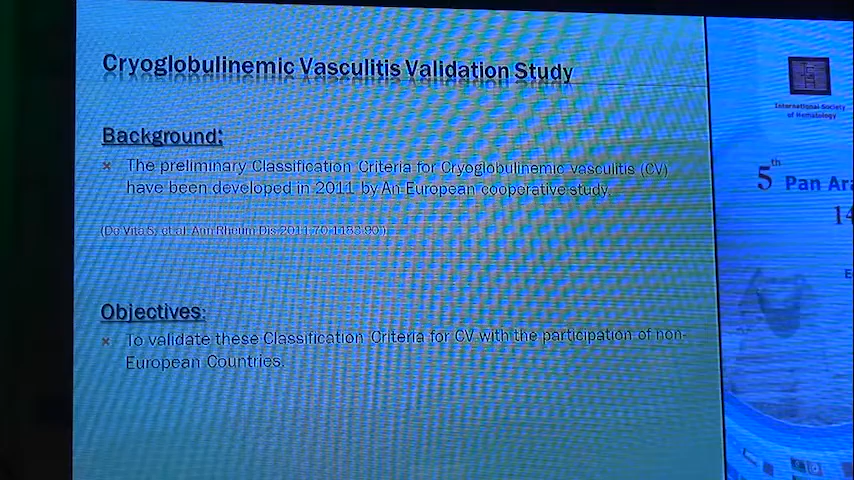 Cryoglobulinemic Vasculitis Validation Study
Background:
× The preliminary Classification Criteria for Cryoglobulinemic vasculitis (CV)
have been developed in 2011 by An European cooperative study.
(De Vita S, et al. Ann Rheum Dis 2011;70:1183-90)
Objectives:
× To validate these Classification Criteria for CV with the participation of non-
European Countries.
International Society
of Hematology
5th Pan Ara
14
E